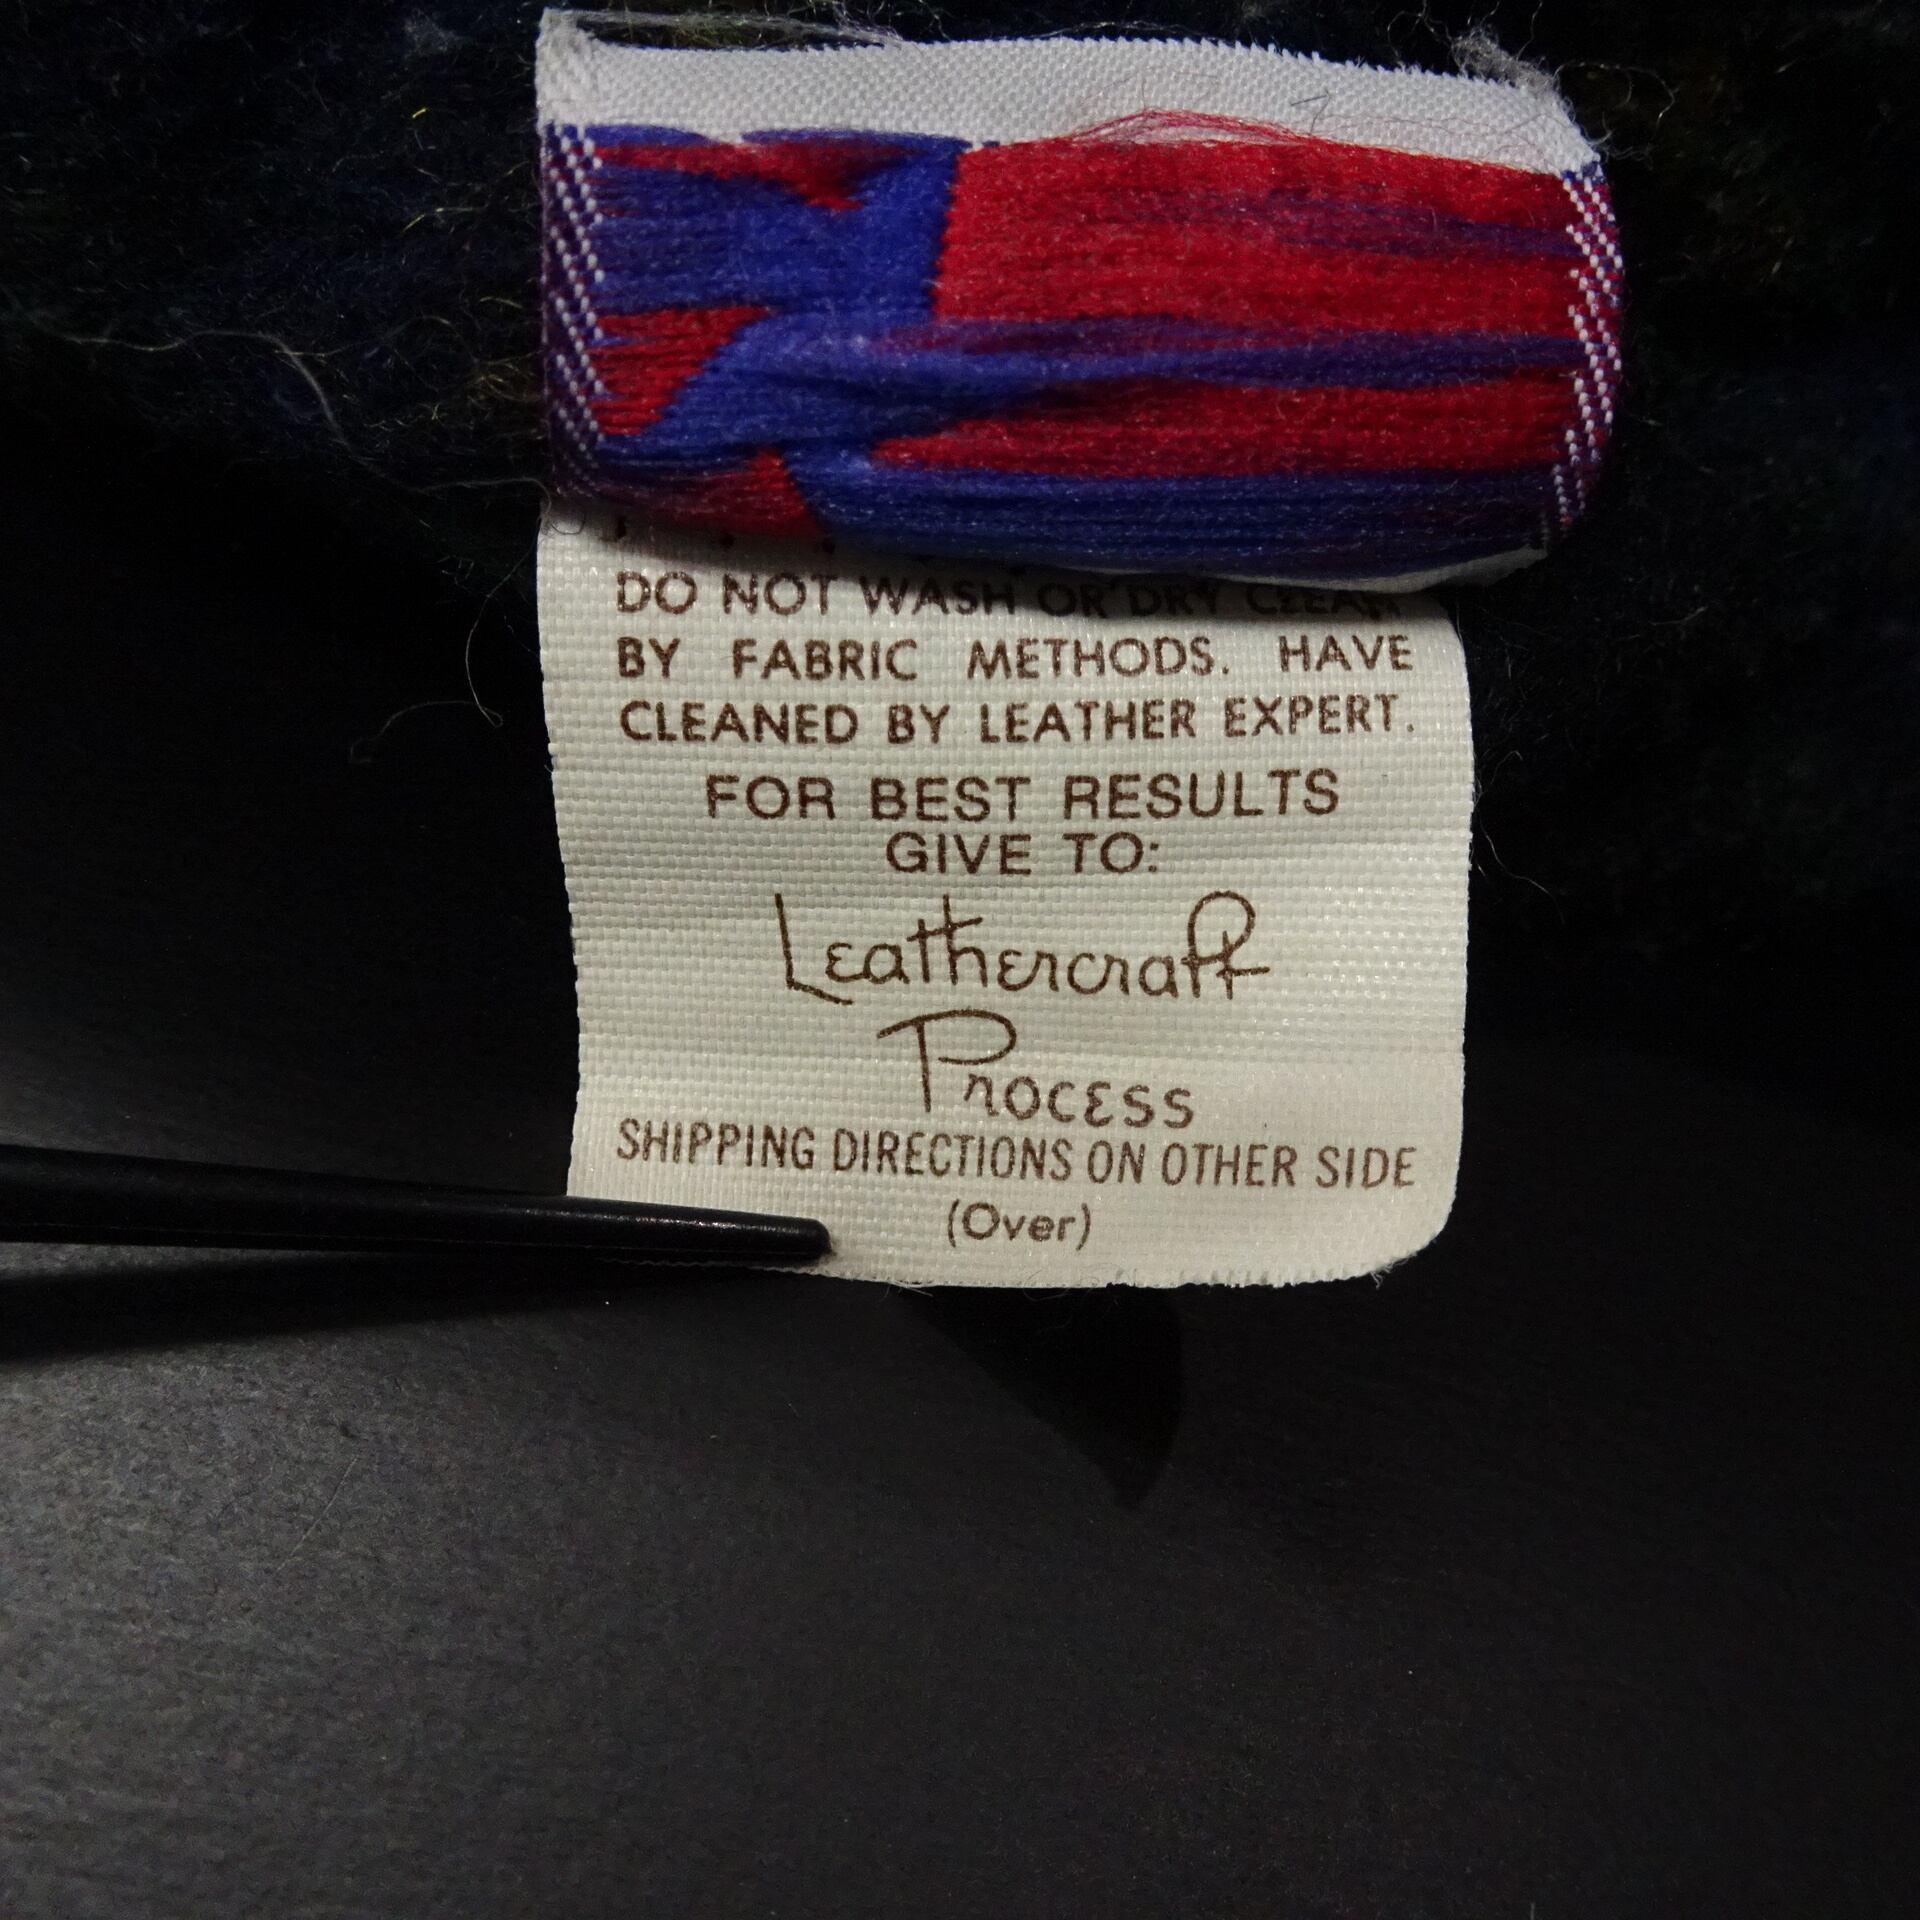 DO NOT WASH OR DRY CLEAN
BY FABRIC METHODS. HAVE
CLEANED BY LEATHER EXPERT.
FOR BEST RESULTS
GIVE TO:
Leathercraft
Process
SHIPPING DIRECTIONS ON OTHER SIDE
(Over)